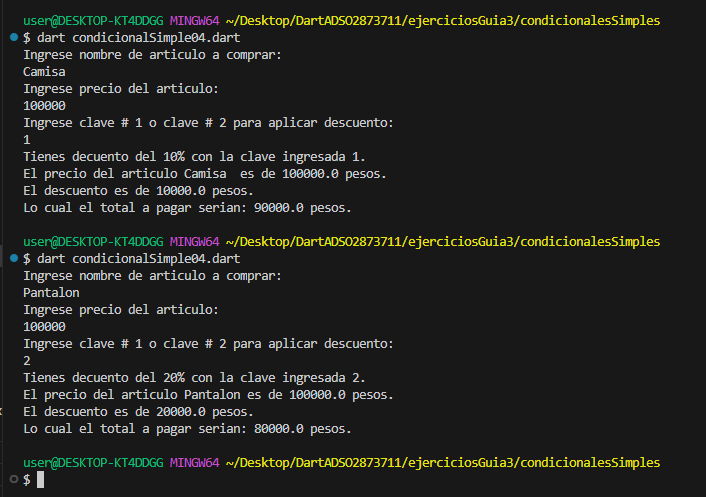 user@DESKTOP-KT4DDGG MINGW64 ~/Desktop/DartADSO2873711/ejerciciosGuia3/condicionalesSimples
$ dart condicionalSimple04.dart
Ingrese nombre de articulo a comprar:
Camisa
Ingrese precio del articulo:
100000
Ingrese clave # 1 o clave # 2 para aplicar descuento:
1
Tienes decuento del 10% con la clave ingresada 1.
El precio del articulo Camisa  es de 100000.0 pesos.
El descuento es de 10000.0 pesos.
Lo cual el total a pagar serian: 90000.0 pesos.
user@DESKTOP-KT4DDGG MINGW64 ~/Desktop/DartADSO2873711/ejerciciosGuia3/condicionalesSimples
$ dart condicionalSimple04.dart
Ingrese nombre de articulo a comprar:
Pantalon
Ingrese precio del articulo:
100000
Ingrese clave # 1 o clave # 2 para aplicar descuento:
2
Tienes decuento del 20% con la clave ingresada 2.
El precio del articulo Pantalon es de 100000.0 pesos.
El descuento es de 20000.0 pesos.
Lo cual el total a pagar serian: 80000.0 pesos.
user@DESKTOP-KT4DDGG MINGW64 ~/Desktop/DartADSO2873711/ejerciciosGuia3/condicionalesSimples
$